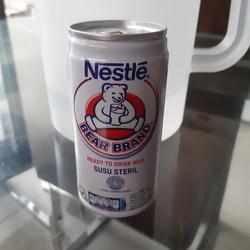 Nestlé
BEAR BRAND
READY TO DRINK MILK
SUSU STERIL